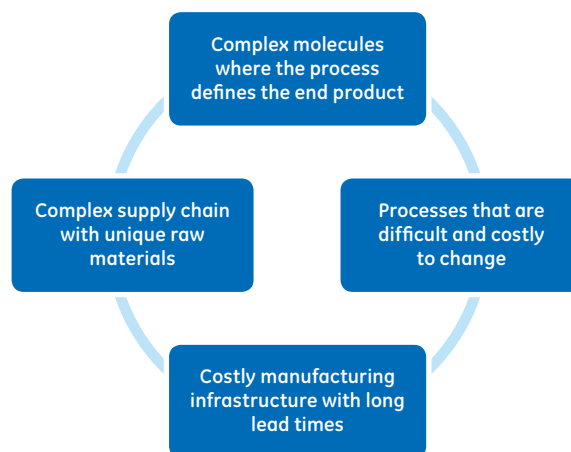 Complex molecules
where the process
defines the end product
Complex supply chain
with unique raw
materials
Processes that are
difficult and costly
to change
Costly manufacturing
infrastructure with long
lead times